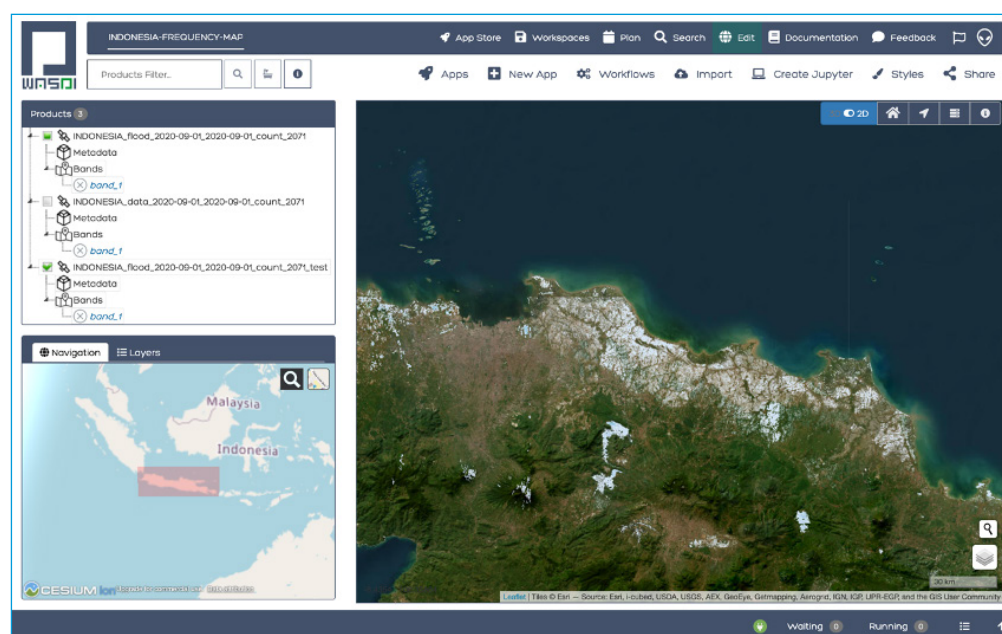 INDONESIA-FREQUENCY-MAP
App Store Workspaces Plan Search Edit Documentation Feedback
WASDI
Products Filter...
Apps New App Workflows Import Create Jupyter Styles Share
Products 3
INDONESIA_flood_2020-09-01_2020-09-01_count_2071
Metadata
Bands
band_1
INDONESIA_data_2020-09-01_2020-09-01_count_2071
Metadata
Bands
band_1
INDONESIA_flood_2020-09-01_2020-09-01_count_2071_test
Metadata
Bands
band_1
2D
Navigation Layers
Malaysia
Indonesia
CESIUM ion
30 km
Leaflet | Tiles © Esri — Source: Esri, i-cubed, USDA, USGS, AEX, GeoEye, Getmapping, Aerogrid, IGN, IGP, UPR-EGP, and the GIS User Community
Waiting 0 Running 0